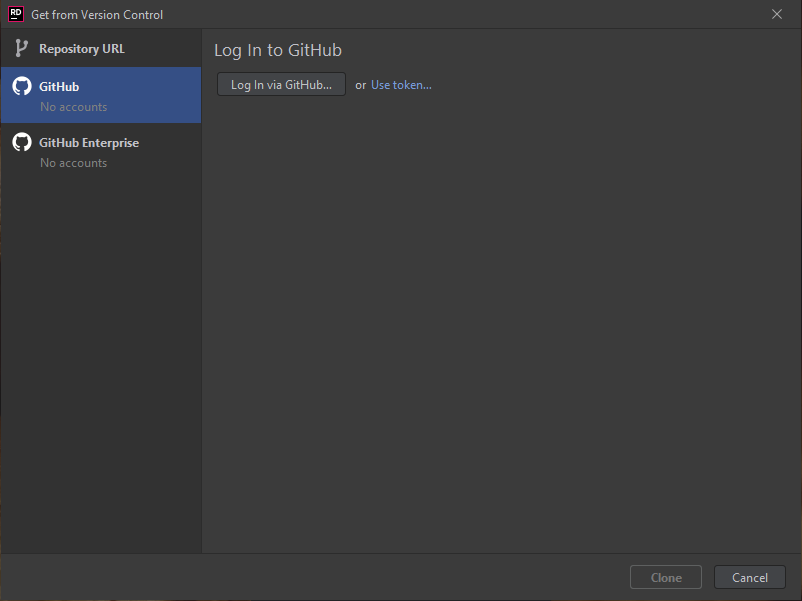 RD Get from Version Control
Repository URL
GitHub
No accounts
GitHub Enterprise
No accounts
Log In to GitHub
Log In via GitHub... or Use token...
Clone Cancel